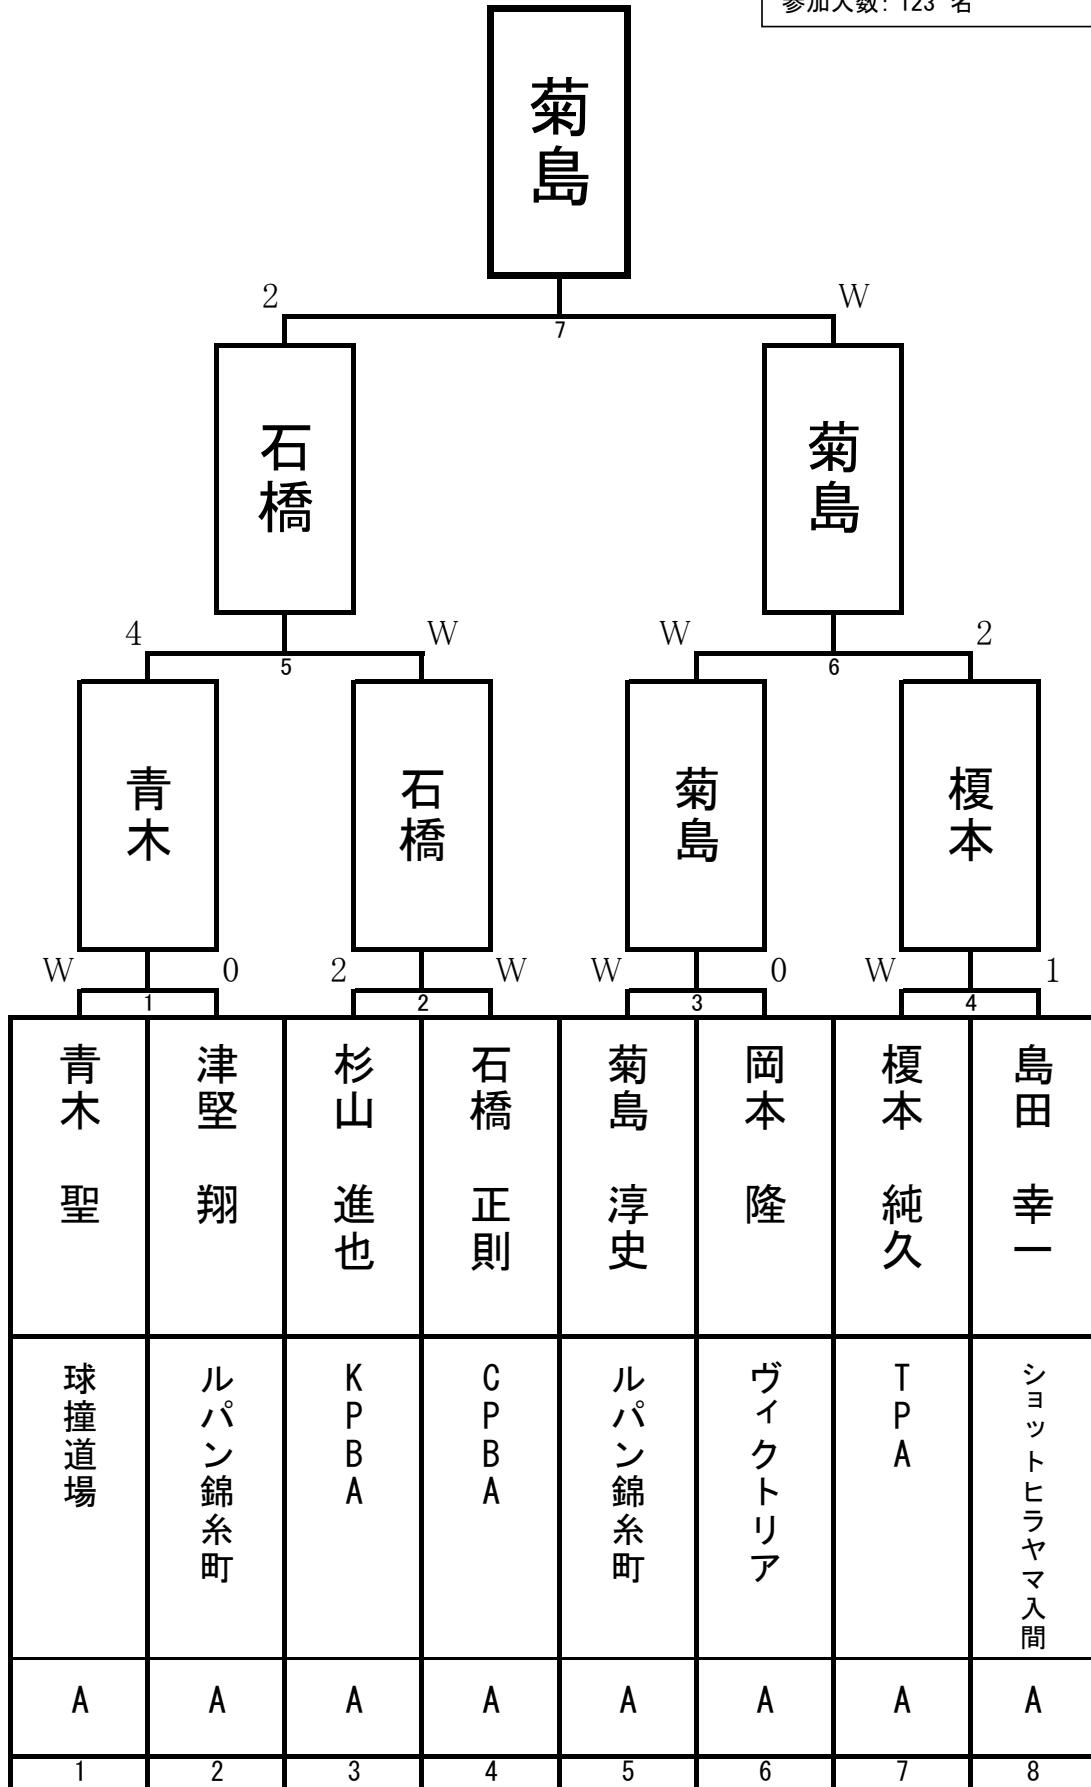 参加人数: 123 名
菊島
2
W
7
石橋
菊島
4
W
W
2
5
6
青木
石橋
菊島
榎本
W
0
2
W
W
0
W
1
1
2
3
4
青木 聖
津堅 翔
杉山 進也
石橋 正則
菊島 淳史
岡本 隆
榎本 純久
島田 幸一
球撞道場
ルパン錦糸町
KPBA
CPBA
ルパン錦糸町
ヴィクトリア
TPA
ショットヒラヤマ入間
A
A
A
A
A
A
A
A
1
2
3
4
5
6
7
8